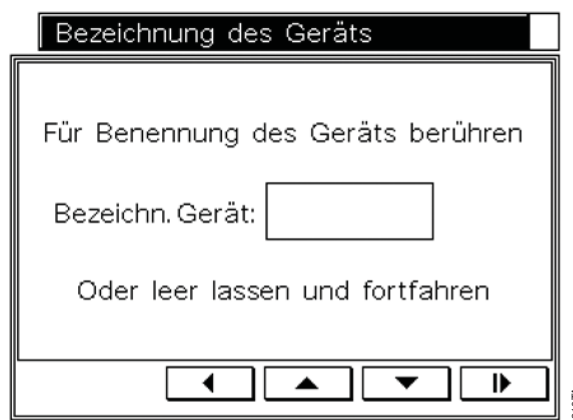 Bezeichnung des Geräts
Für Benennung des Geräts berühren
Bezeichn. Gerät:
Oder leer lassen und fortfahren